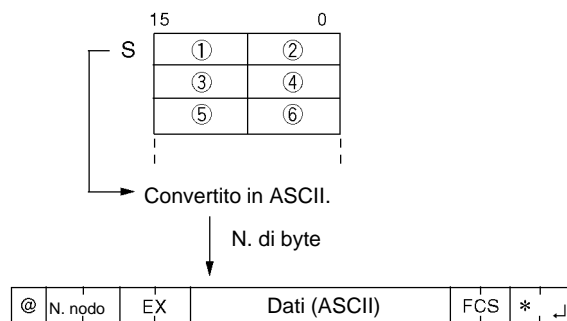 15 0
S ① ②
③ ④
⑤ ⑥
Convertito in ASCII.
N. di byte
@ N. nodo EX Dati (ASCII) FCS * ↵